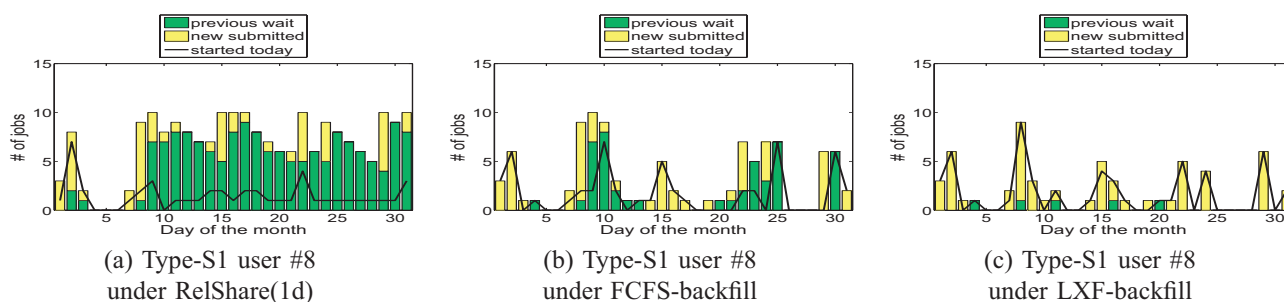 previous wait
new submitted
started today
15
10
5
0
# of jobs
5 10 15 20 25 30
Day of the month
(a) Type-S1 user #8
under RelShare(1d)
previous wait
new submitted
started today
15
10
5
0
# of jobs
5 10 15 20 25 30
Day of the month
(b) Type-S1 user #8
under FCFS-backfill
previous wait
new submitted
started today
15
10
5
0
# of jobs
5 10 15 20 25 30
Day of the month
(c) Type-S1 user #8
under LXF-backfill